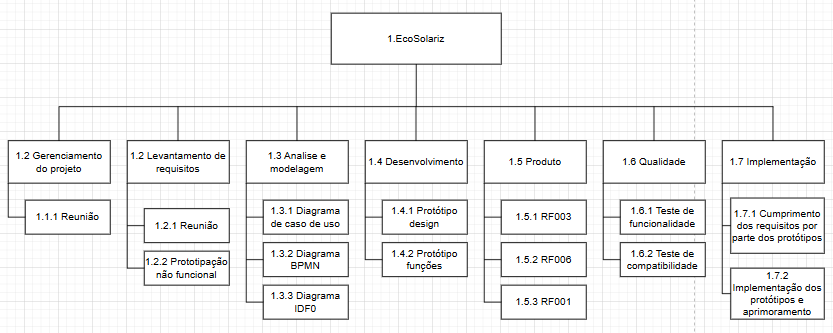 1.EcoSolariz
1.2 Gerenciamento
do projeto
1.1.1 Reunião
1.2 Levantamento de
requisitos
1.2.1 Reunião
1.2.2 Prototipação
não funcional
1.3 Analise e
modelagem
1.3.1 Diagrama
de caso de uso
1.3.2 Diagrama
BPMN
1.3.3 Diagrama
IDF0
1.4 Desenvolvimento
1.4.1 Protótipo
design
1.4.2 Protótipo
funções
1.5 Produto
1.5.1 RF003
1.5.2 RF006
1.5.3 RF001
1.6 Qualidade
1.6.1 Teste de
funcionalidade
1.6.2 Teste de
compatibilidade
1.7 Implementação
1.7.1 Cumprimento
dos requisitos por
parte dos protótipos
1.7.2
Implementação dos
protótipos e
aprimoramento